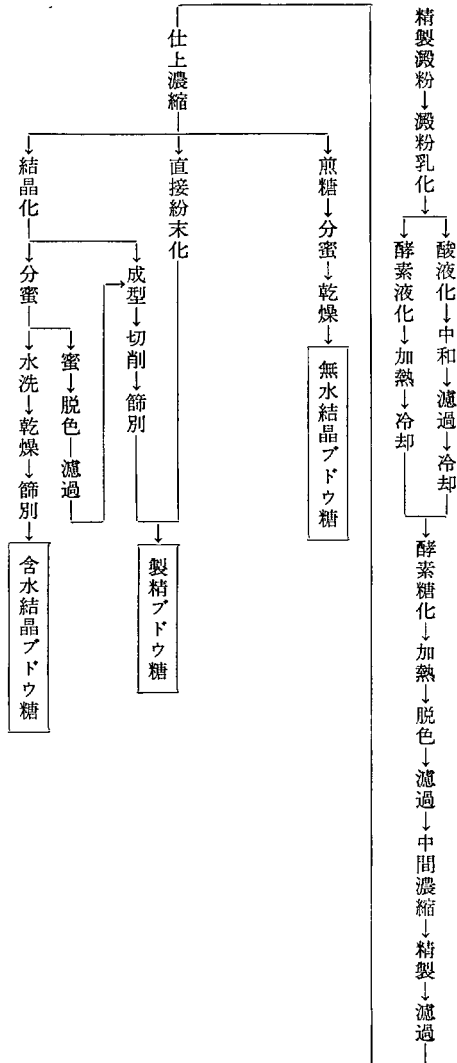 精製澱粉→澱粉乳化
酸液化→中和→濾過→冷却
酵素液化→加熱→冷却
酵素糖化→加熱→脱色→濾過→中間濃縮→精製→濾過
仕上濃縮
煎糖→分蜜→乾燥→無水結晶ブドウ糖
直接粉末化
結晶化
成型→切削→篩別
製精ブドウ糖
分蜜
蜜→脱色―濾過
水洗→乾燥→篩別→含水結晶ブドウ糖